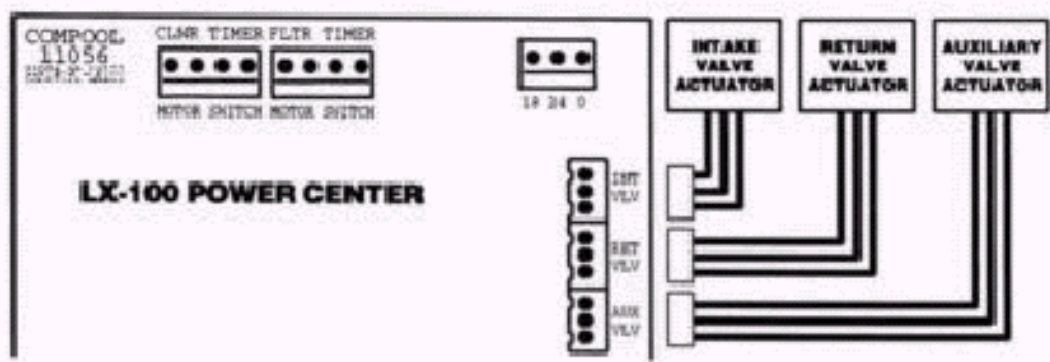 COMPOOL
11056
CLNR TIMER FLTR TIMER
MOTOR SWITCH MOTOR SWITCH
18 24 0
LX-100 POWER CENTER
INT
VLV
RET
VLV
AUX
VLV
INTAKE
VALVE
ACTUATOR
RETURN
VALVE
ACTUATOR
AUXILIARY
VALVE
ACTUATOR